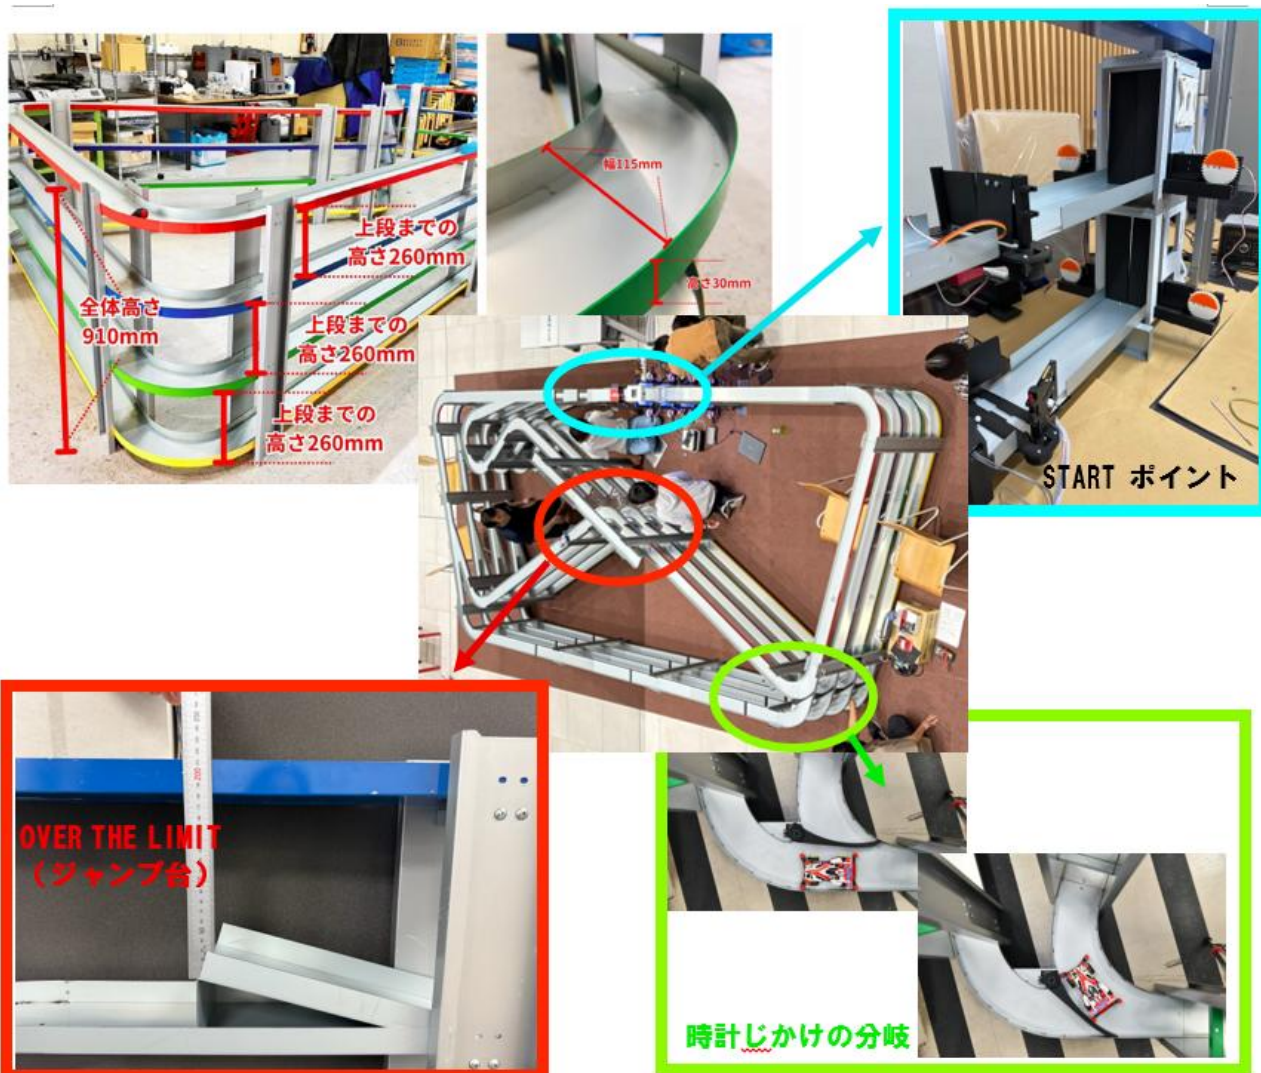 上段までの
高さ260mm
全体高さ
910mm
上段までの
高さ260mm
上段までの
高さ260mm
幅115mm
高さ30mm
START ポイント
OVER THE LIMIT
（ジャンプ台）
時計じかけの分岐